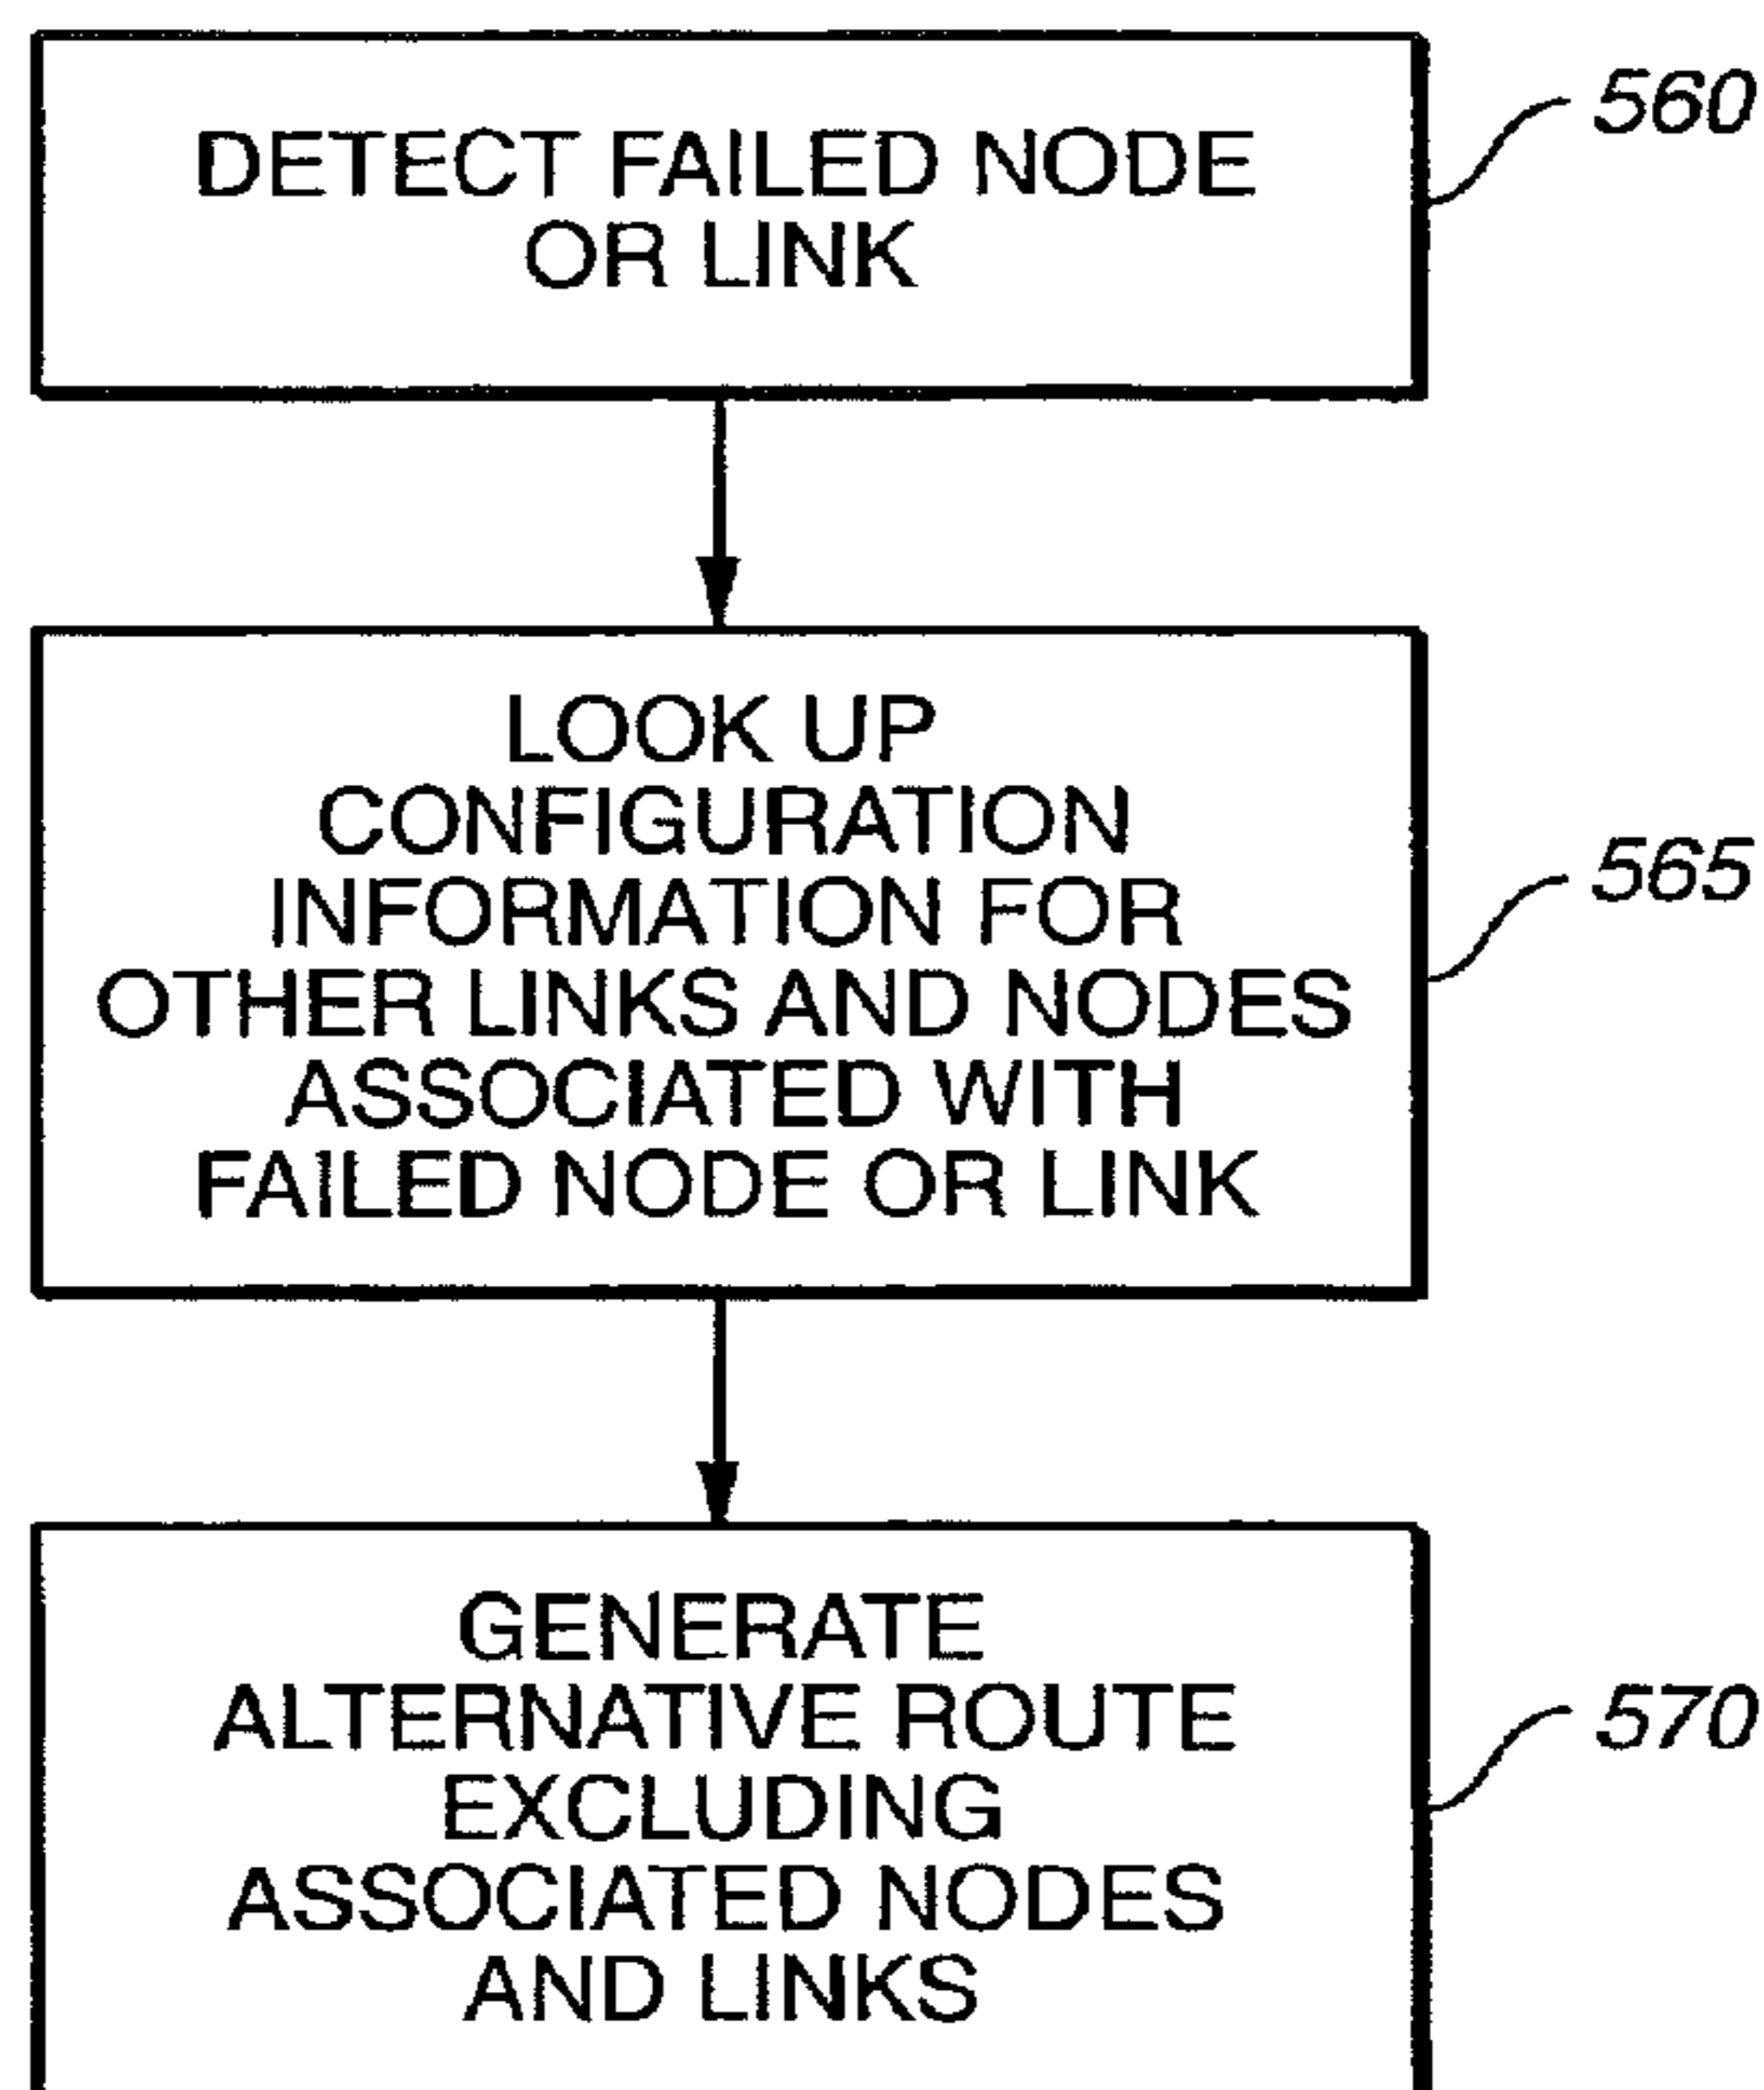 DETECT FAILED NODE
OR LINK
560
LOOK UP
CONFIGURATION
INFORMATION FOR
OTHER LINKS AND NODES
ASSOCIATED WITH
FAILED NODE OR LINK
565
GENERATE
ALTERNATIVE ROUTE
EXCLUDING
ASSOCIATED NODES
AND LINKS
570